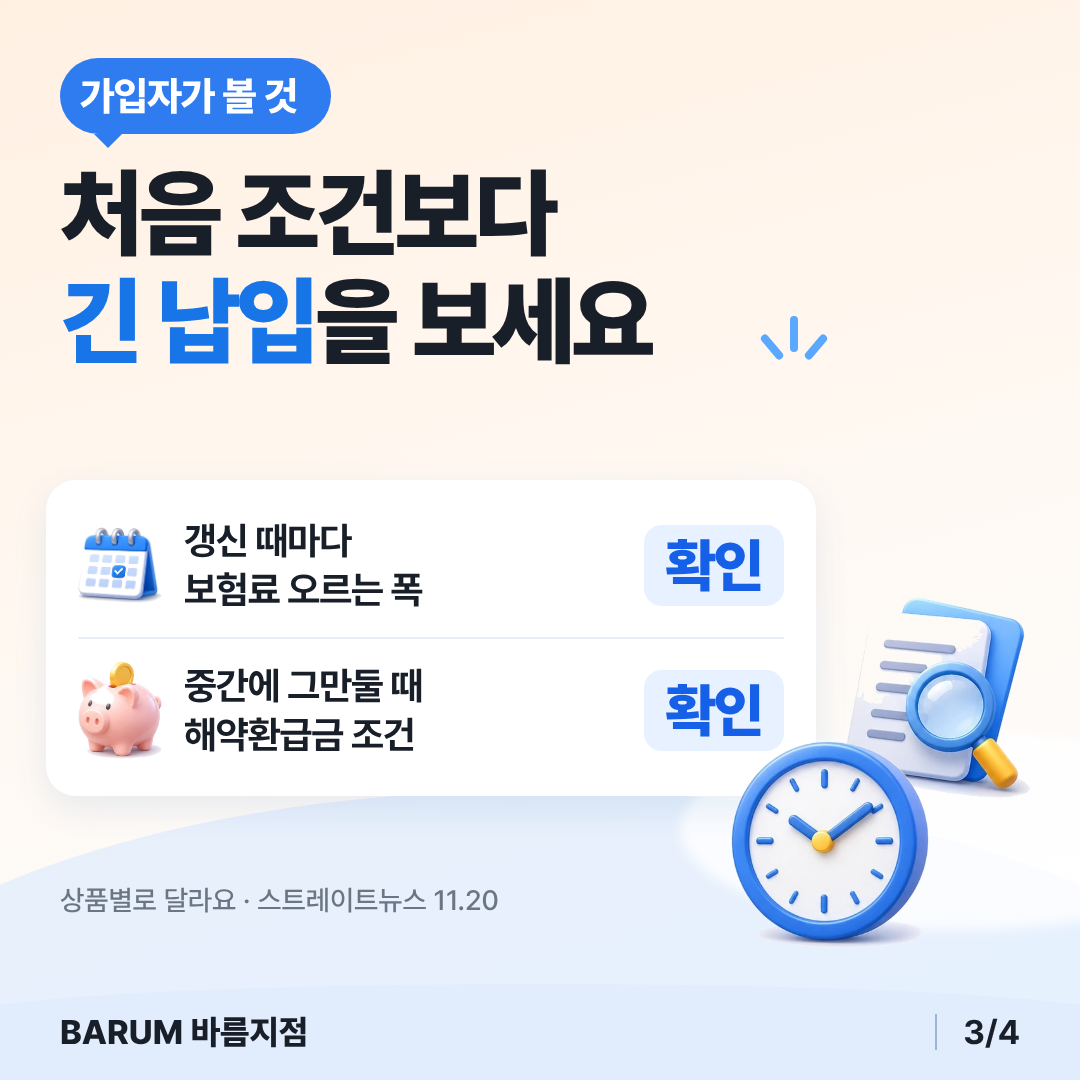 가입자가 볼 것
처음 조건보다
긴 납입을 보세요
갱신 때마다
보험료 오르는 폭
확인
중간에 그만둘 때
해약환급금 조건
확인
상품별로 달라요 · 스트레이트뉴스 11.20
BARUM 바름지점
3/4